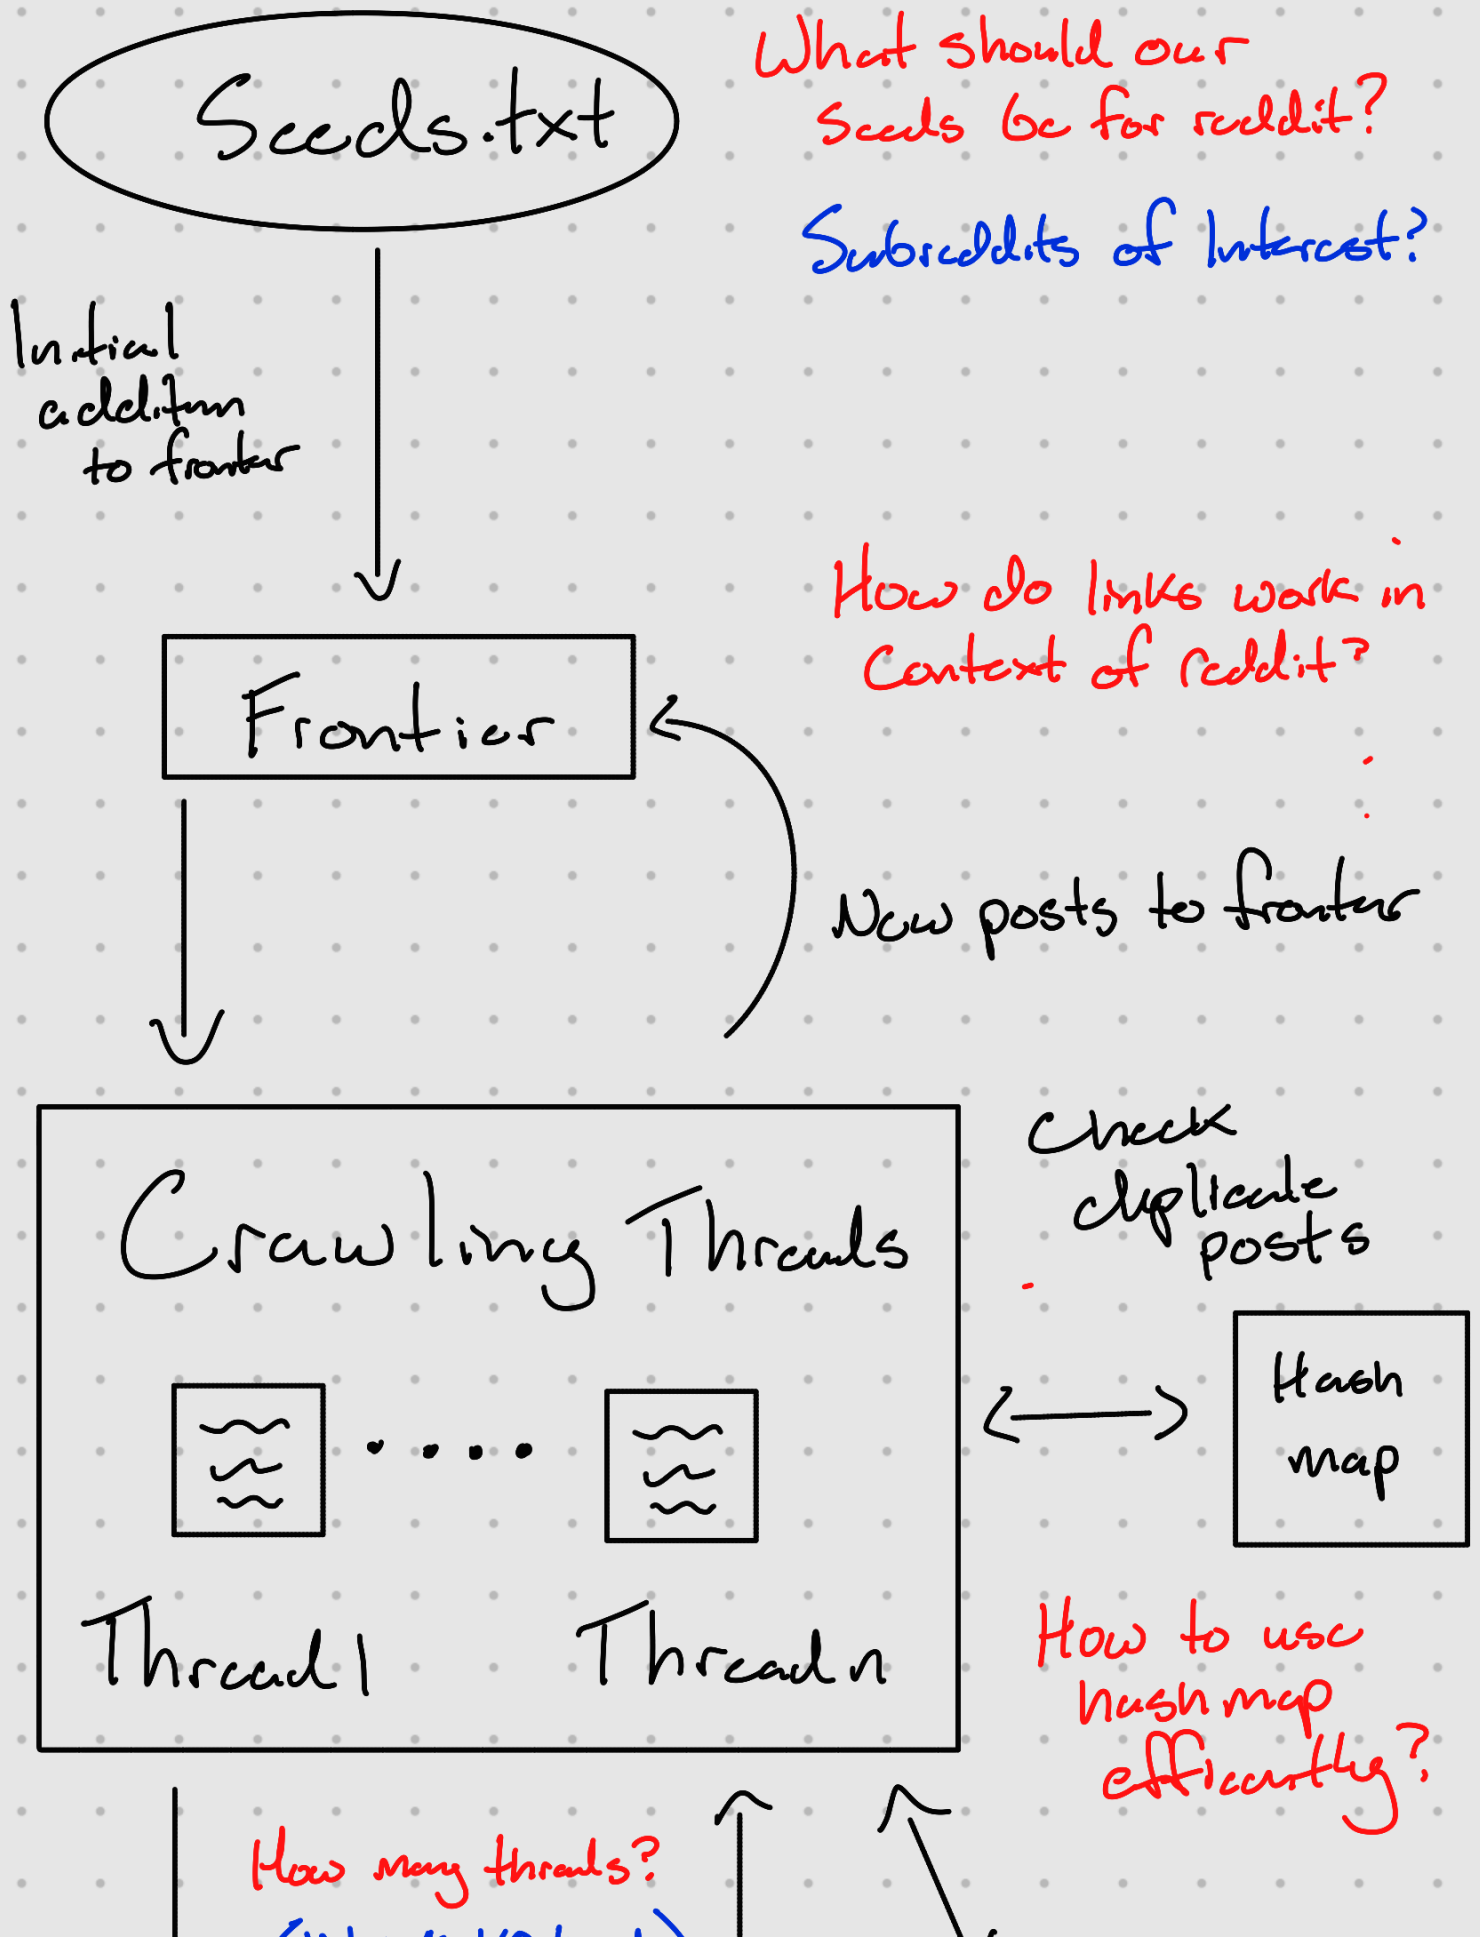 Seeds.txt
What should our
seeds be for reddit?
Subreddits of Interest?
Initial
addition
to frontier
How do links work in
Context of reddit?
Frontier
New posts to frontier
Check
duplicate
posts
Crawling Threads
Hash
map
Thread 1
Thread n
How to use
hash map
efficiently?
How many threads?